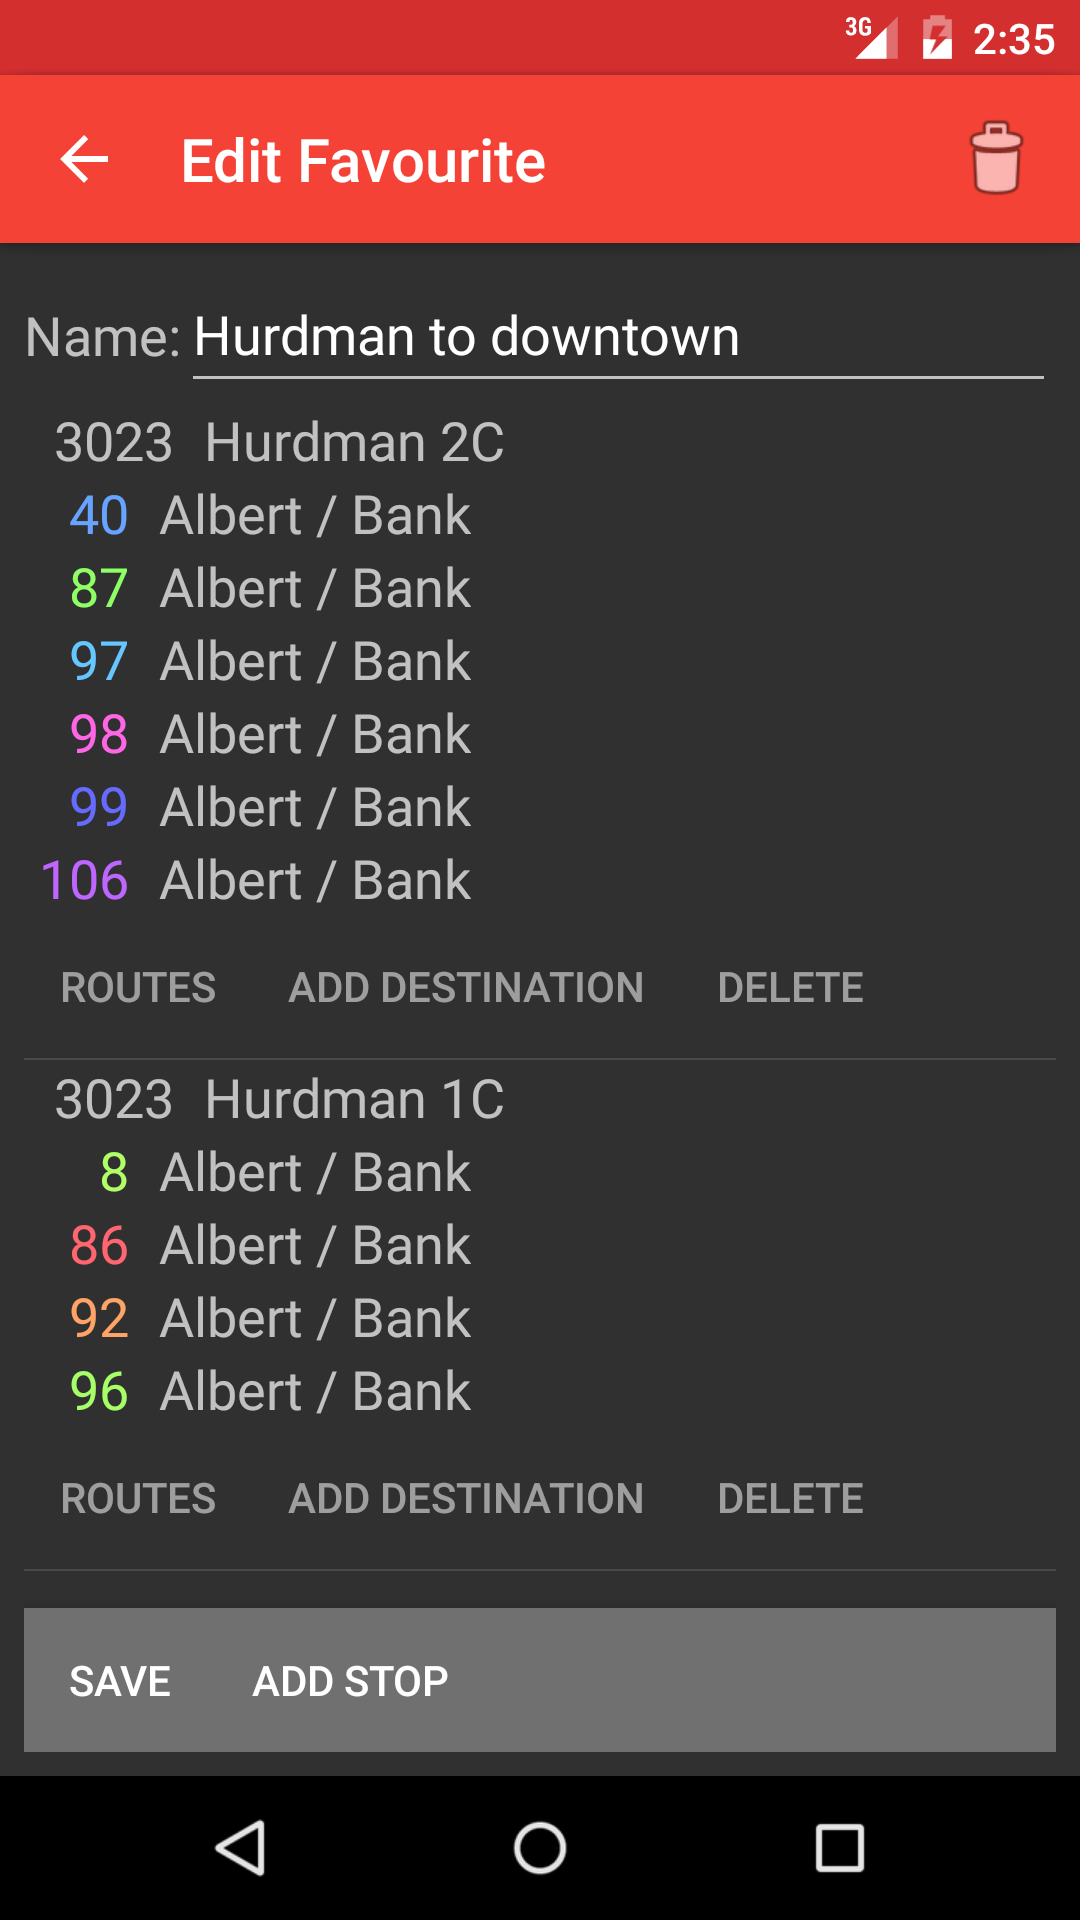 3G 2:35
Edit Favourite
Name: Hurdman to downtown
3023 Hurdman 2C
40 Albert / Bank
87 Albert / Bank
97 Albert / Bank
98 Albert / Bank
99 Albert / Bank
106 Albert / Bank
ROUTES ADD DESTINATION DELETE
3023 Hurdman 1C
8 Albert / Bank
86 Albert / Bank
92 Albert / Bank
96 Albert / Bank
ROUTES ADD DESTINATION DELETE
SAVE ADD STOP